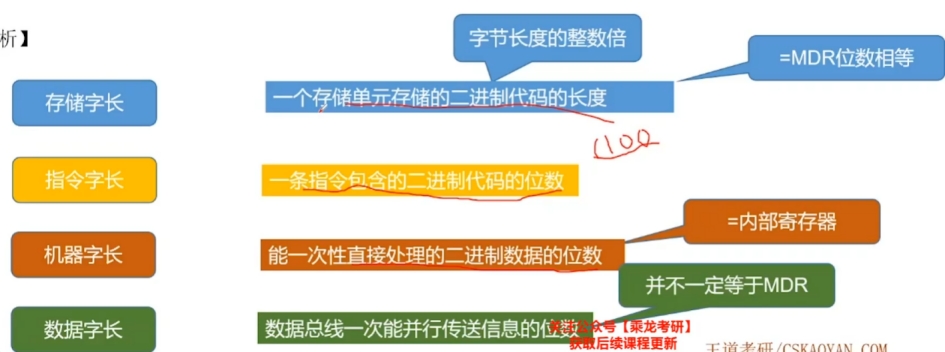 析】
字节长度的整数倍
=MDR位数相等
存储字长
一个存储单元存储的二进制代码的长度
1100
指令字长
一条指令包含的二进制代码的位数
=内部寄存器
机器字长
能一次性直接处理的二进制数据的位数
并不一定等于MDR
数据字长
数据总线一次能并行传送信息的位
公众号【乘龙考研】
获取后续课程更新
王道考研/CSKAOYAN.COM